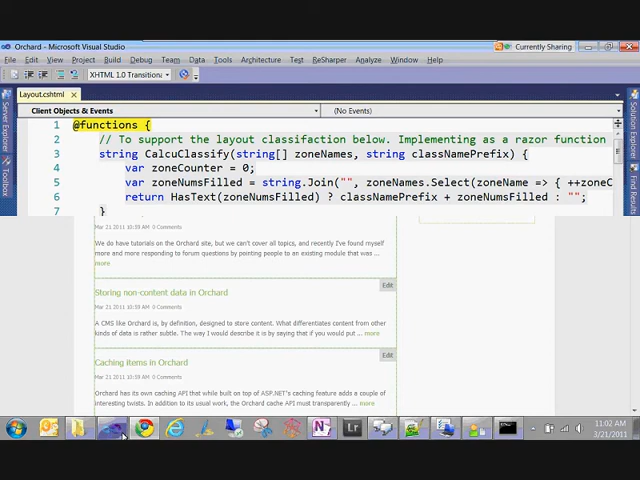 Orchard - Microsoft Visual Studio
Currently Sharing
File Edit View Project Build Debug Team Data Tools Architecture Test ReSharper Analyze Window Help
XHTML 1.0 Transition
Layout.cshtml
Client Objects & Events
(No Events)
Server Explorer
Toolbox
Solution Explorer
Find Results
1 @functions {
2 // To support the layout classifaction below. Implementing as a razor function
3 string CalcuClassify(string[] zoneNames, string classNamePrefix) {
4 var zoneCounter = 0;
5 var zoneNumsFilled = string.Join("", zoneNames.Select(zoneName => { ++zoneC
6 return HasText(zoneNumsFilled) ? classNamePrefix + zoneNumsFilled : "";
7 }
Mar 21 2011 10:59 AM 0 Comments
We do have tutorials on the Orchard site, but we can't cover all topics, and recently I've found myself
more and more responding to forum questions by pointing people to an existing module that was ...
more
Edit
Storing non-content data in Orchard
Mar 21 2011 10:59 AM 0 Comments
A CMS like Orchard is, by definition, designed to store content. What differentiates content from other
kinds of data is rather subtle. The way I would describe it is by saying that if you would put ... more
Edit
Caching items in Orchard
Mar 21 2011 10:59 AM 0 Comments
Orchard has its own caching API that while built on top of ASP.NET's caching feature adds a couple of
interesting twists. In addition to its usual work, the Orchard cache API must transparently ... more
Lr
11:02 AM
3/21/2011